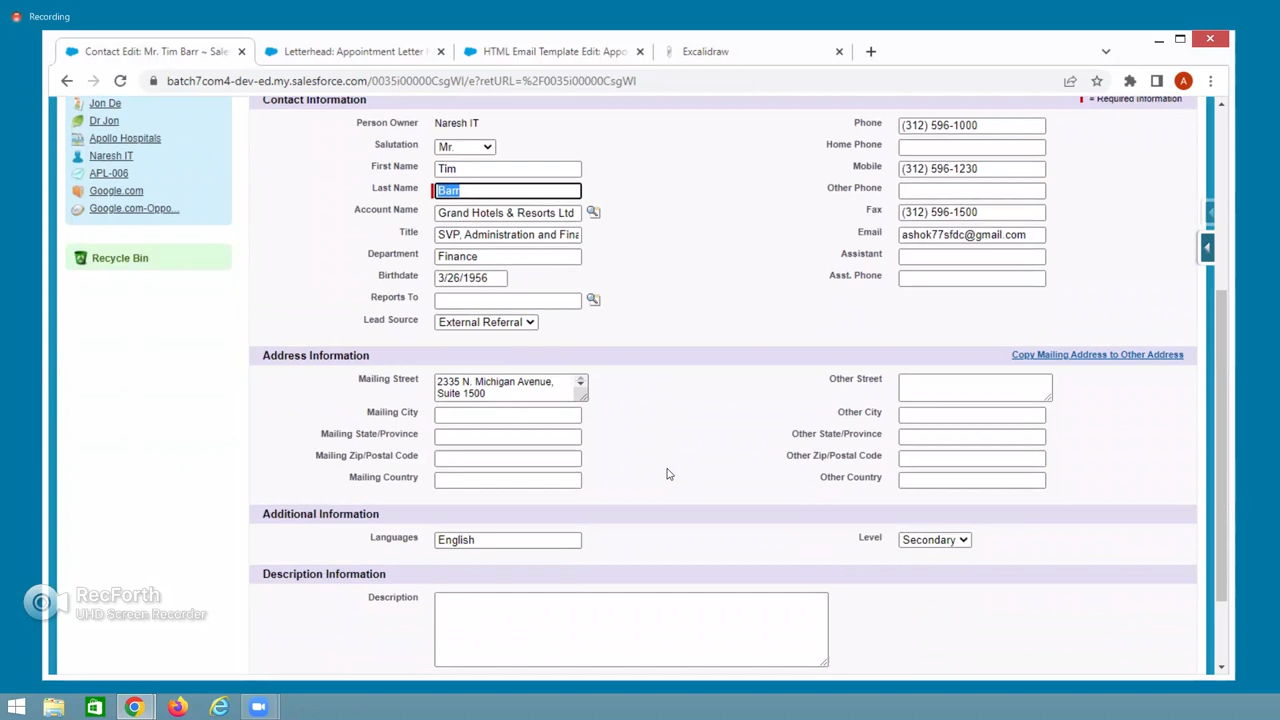 Recording
Contact Edit: Mr. Tim Barr ~ Sales
Letterhead: Appointment Letter
HTML Email Template Edit: Appo
Excalidraw
batch7com4-dev-ed.my.salesforce.com/0035i00000CsgWI/e?retURL=%2F0035i00000CsgWI
A
Jon De
Dr Jon
Apollo Hospitals
Naresh IT
APL-006
Google.com
Google.com-Oppo...
Recycle Bin
Contact Information
= Required Information
Person Owner Naresh IT
Phone (312) 596-1000
Salutation Mr.
Home Phone
First Name Tim
Mobile (312) 596-1230
Last Name Barr
Other Phone
Account Name Grand Hotels & Resorts Ltd
Fax (312) 596-1500
Title SVP, Administration and Fina
Email ashok77sfdc@gmail.com
Department Finance
Assistant
Birthdate 3/26/1956
Asst. Phone
Reports To
Lead Source External Referral
Address Information
Copy Mailing Address to Other Address
Mailing Street 2335 N. Michigan Avenue,
Suite 1500
Other Street
Mailing City
Other City
Mailing State/Province
Other State/Province
Mailing Zip/Postal Code
Other Zip/Postal Code
Mailing Country
Other Country
Additional Information
Languages English
Level Secondary
Description Information
Description
RecForth
UHD Screen Recorder